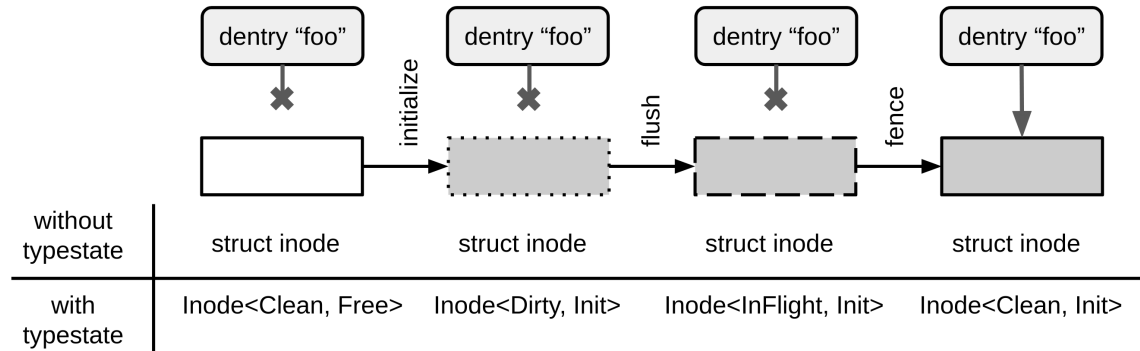 dentry “foo”
dentry “foo”
dentry “foo”
dentry “foo”
initialize
flush
fence
without
typestate
struct inode
struct inode
struct inode
struct inode
with
typestate
Inode<Clean, Free>
Inode<Dirty, Init>
Inode<InFlight, Init>
Inode<Clean, Init>